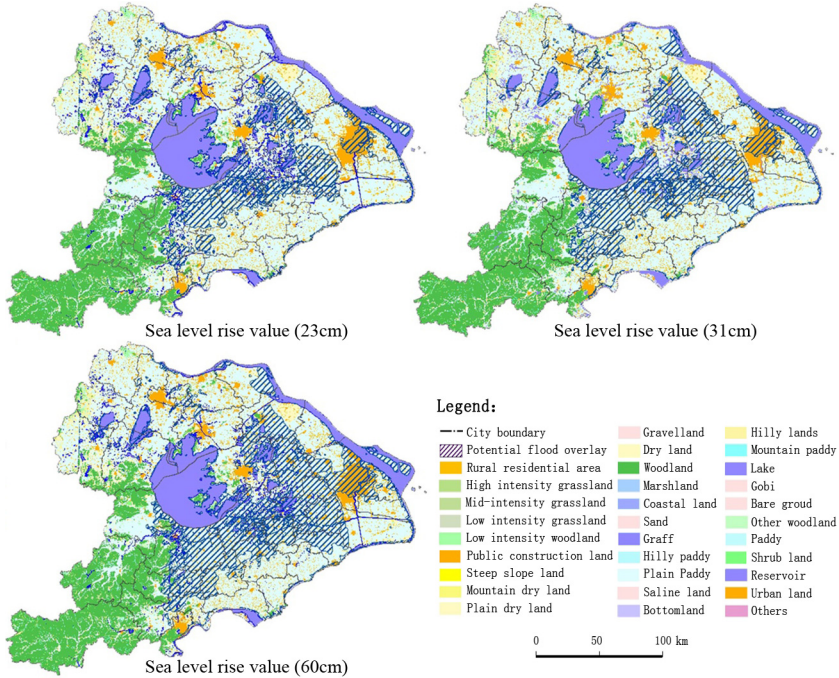 Sea level rise value (23cm)
Sea level rise value (31cm)
Sea level rise value (60cm)
Legend:
City boundary
Potential flood overlay
Rural residential area
High intensity grassland
Mid-intensity grassland
Low intensity grassland
Low intensity woodland
Public construction land
Steep slope land
Mountain dry land
Plain dry land
Gravelland
Dry land
Woodland
Marshland
Coastal land
Sand
Graff
Hilly paddy
Plain Paddy
Saline land
Bottomland
Hilly lands
Mountain paddy
Lake
Gobi
Bare groud
Other woodland
Paddy
Shrub land
Reservoir
Urban land
Others
0 50 100 km